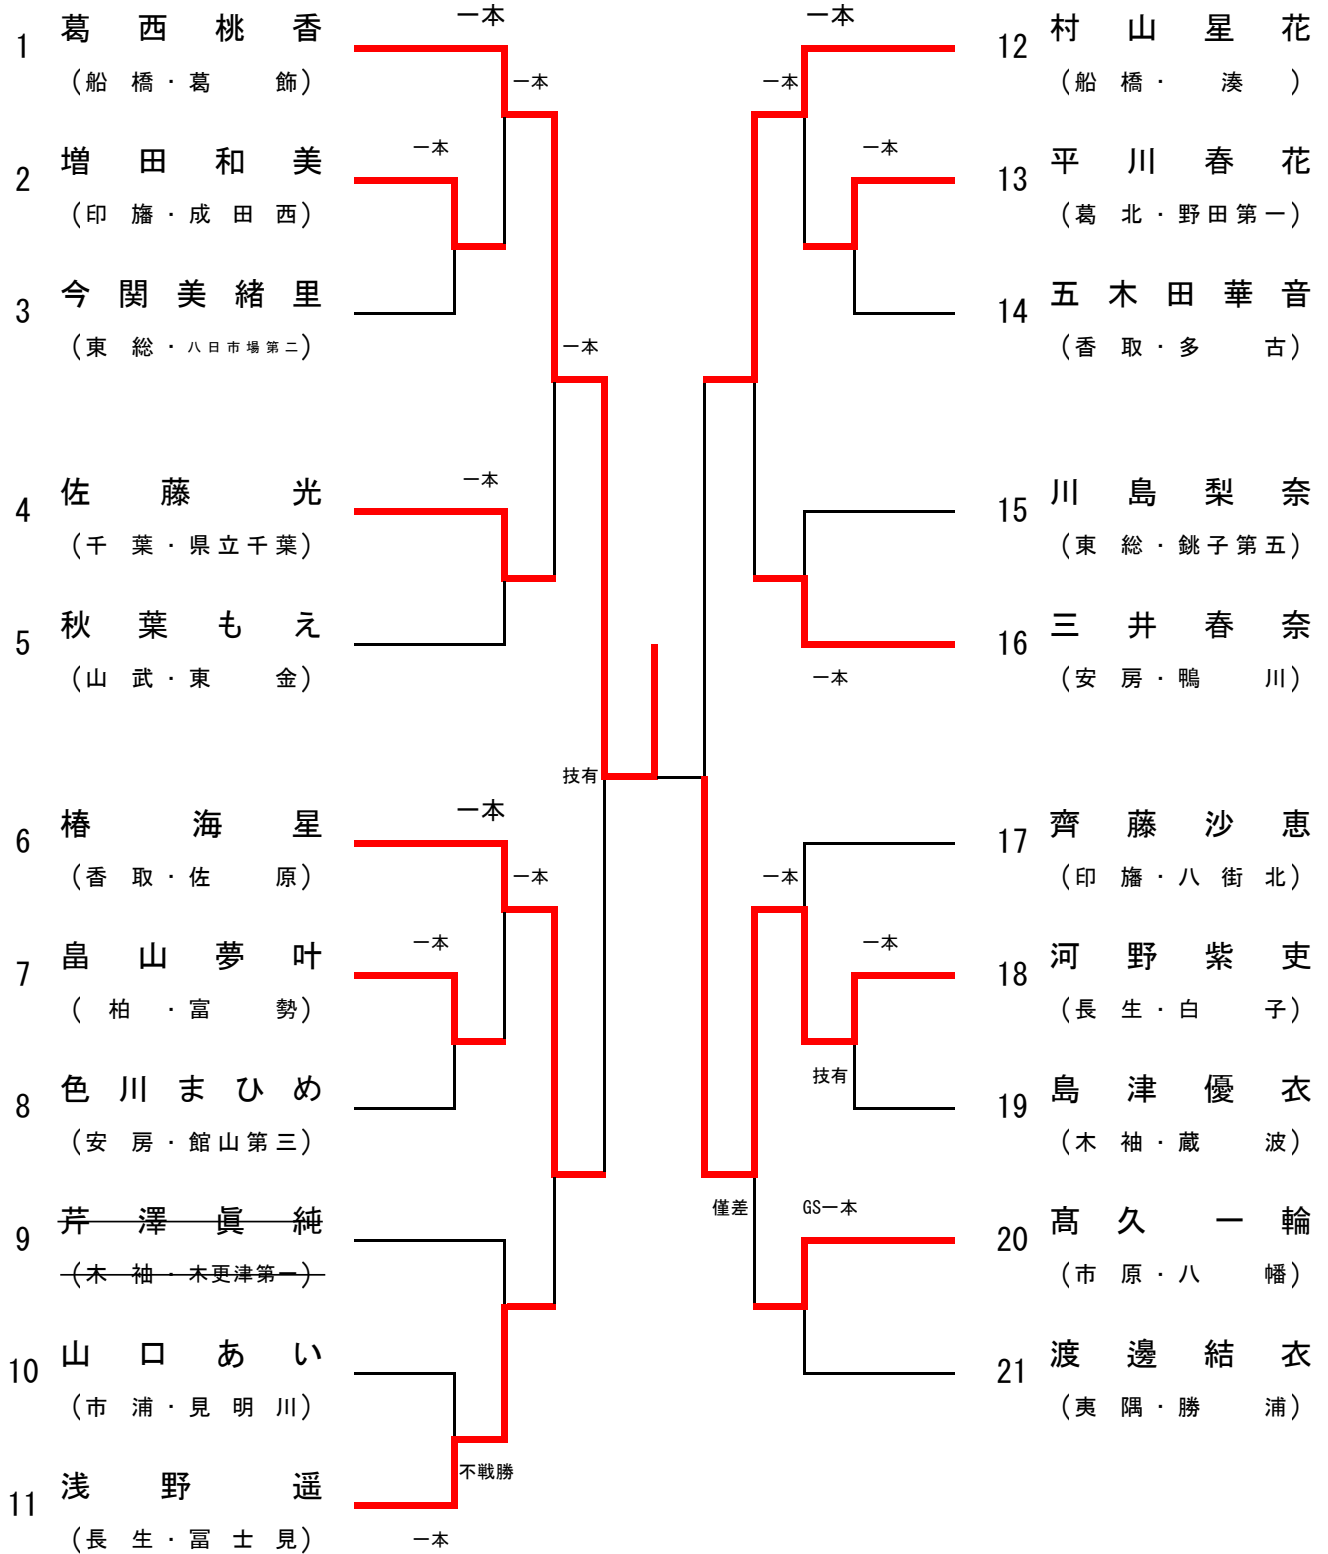 1 葛西桃香 一本
(船橋・葛飾) 一本
2 増田和美 一本
(印旛・成田西)
3 今関美緒里
(東総・八日市場第二) 一本
4 佐藤光 一本
(千葉・県立千葉)
5 秋葉もえ
(山武・東金)
技有
6 椿海星 一本
(香取・佐原) 一本
7 畠山夢叶 一本
(柏・富勢)
8 色川まひめ
(安房・館山第三)
9 芹澤眞純
(木袖・木更津第一)
10 山口あい
(市浦・見明川)
不戦勝
11 浅野遥
(長生・冨士見) 一本
一本 12 村山星花
一本 (船橋・湊)
一本 13 平川春花
(葛北・野田第一)
14 五木田華音
(香取・多古)
15 川島梨奈
(東総・銚子第五)
16 三井春奈
一本 (安房・鴨川)
17 齊藤沙恵
一本 (印旛・八街北)
一本 18 河野紫吏
(長生・白子)
技有
19 島津優衣
(木袖・蔵波)
僅差 GS一本
20 髙久一輪
(市原・八幡)
21 渡邊結衣
(夷隅・勝浦)